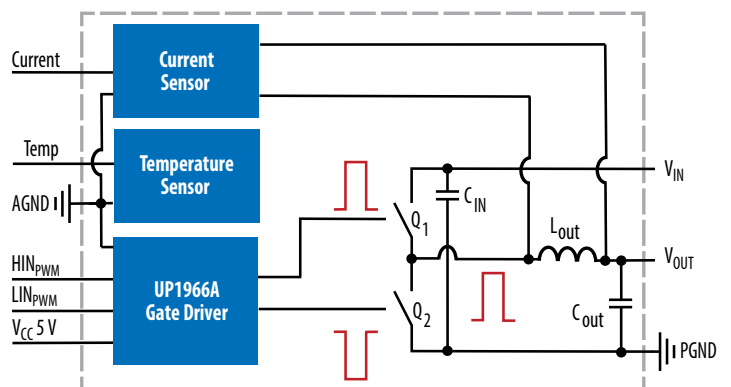 Current
Current
Sensor
Temp
Temperature
Sensor
AGND
HINPWM
LINPWM
VCC 5 V
UP1966A
Gate Driver
Q1
Q2
CIN
Lout
Cout
VIN
VOUT
PGND